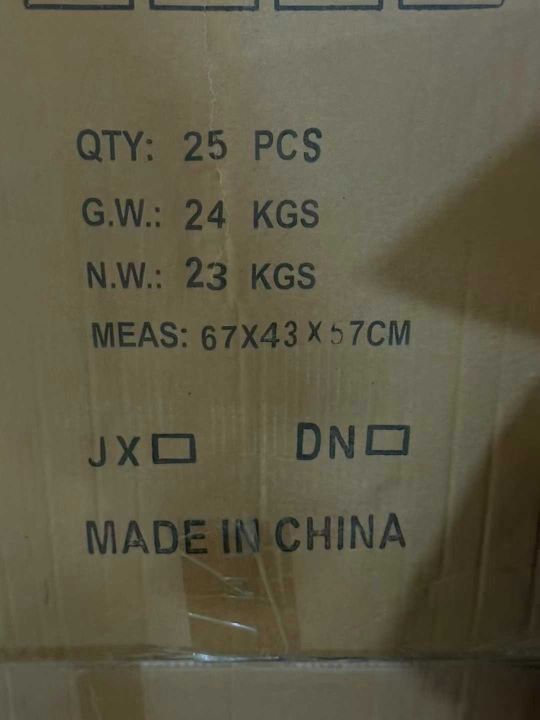 QTY: 25 PCS
G.W.: 24 KGS
N.W.: 23 KGS
MEAS: 67X43X57CM
JX DN
MADE IN CHINA